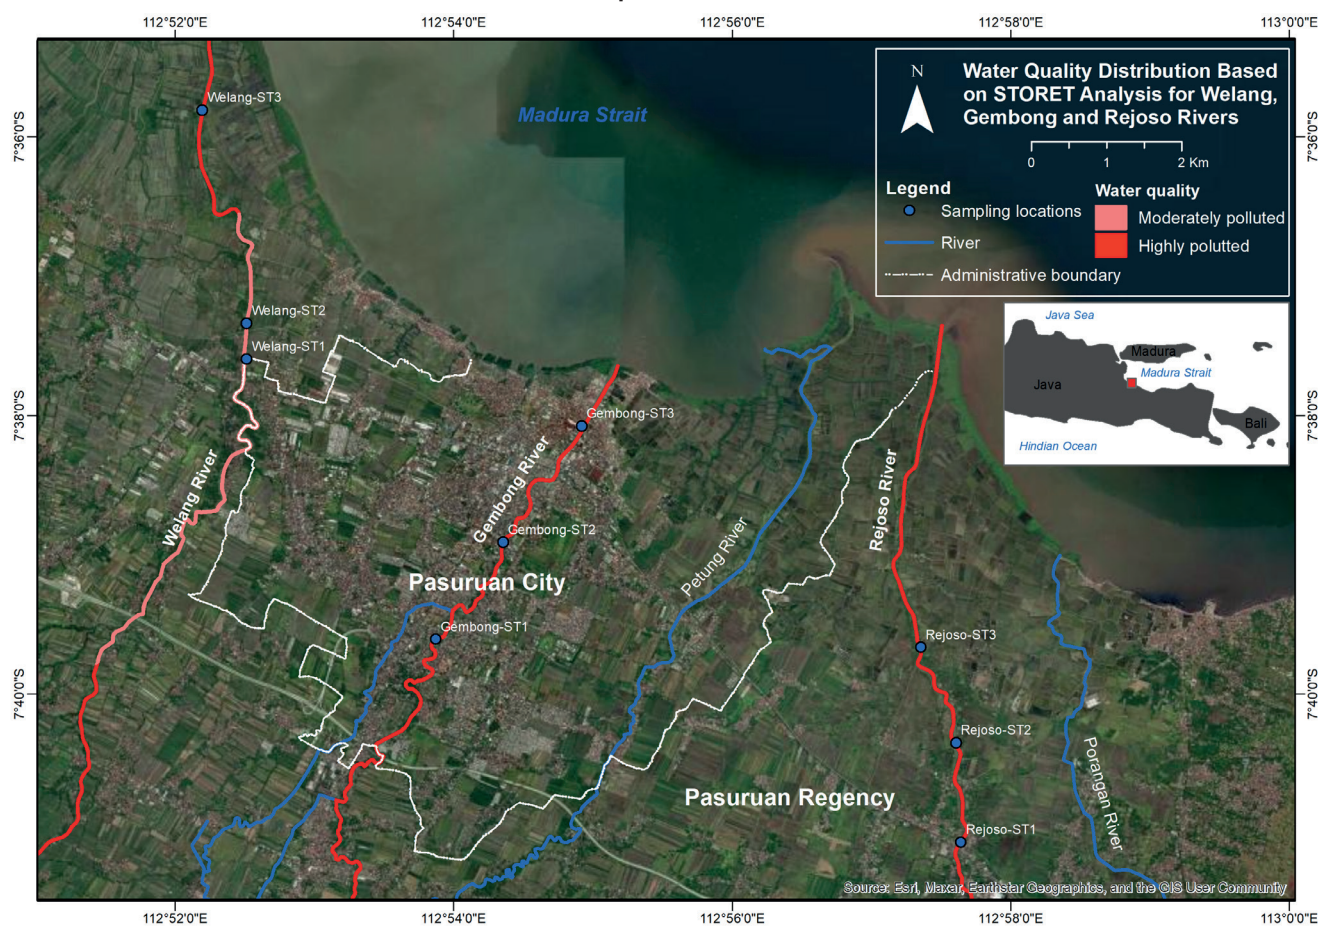 112°52'0"E
112°54'0"E
112°56'0"E
112°58'0"E
113°0'0"E
Water Quality Distribution Based
on STORET Analysis for Welang,
Gembong and Rejoso Rivers
N
0 1 2 Km
Legend
Sampling locations
River
Administrative boundary
Water quality
Moderately polluted
Highly polutted
Madura Strait
Java Sea
Madura
Madura Strait
Java
Bali
Hindian Ocean
7°36'0"S
7°38'0"S
7°40'0"S
7°36'0"S
7°38'0"S
7°40'0"S
Welang-ST3
Welang-ST2
Welang-ST1
Welang River
Gembong-ST3
Gembong River
Gembong-ST2
Pasuruan City
Gembong-ST1
Petung River
Rejoso River
Rejoso-ST3
Rejoso-ST2
Porangan River
Pasuruan Regency
Rejoso-ST1
Source: Esri, Maxar, Earthstar Geographics, and the GIS User Community
112°52'0"E
112°54'0"E
112°56'0"E
112°58'0"E
113°0'0"E